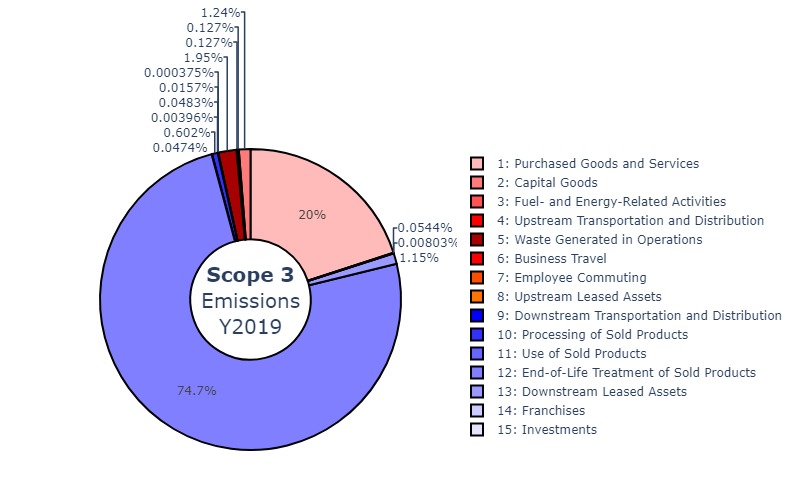 1.24%
0.127%
0.127%
1.95%
0.000375%
0.0157%
0.0483%
0.00396%
0.602%
0.0474%
20%
0.0544%
0.00803%
1.15%
74.7%
Scope 3
Emissions
Y2019
1: Purchased Goods and Services
2: Capital Goods
3: Fuel- and Energy-Related Activities
4: Upstream Transportation and Distribution
5: Waste Generated in Operations
6: Business Travel
7: Employee Commuting
8: Upstream Leased Assets
9: Downstream Transportation and Distribution
10: Processing of Sold Products
11: Use of Sold Products
12: End-of-Life Treatment of Sold Products
13: Downstream Leased Assets
14: Franchises
15: Investments